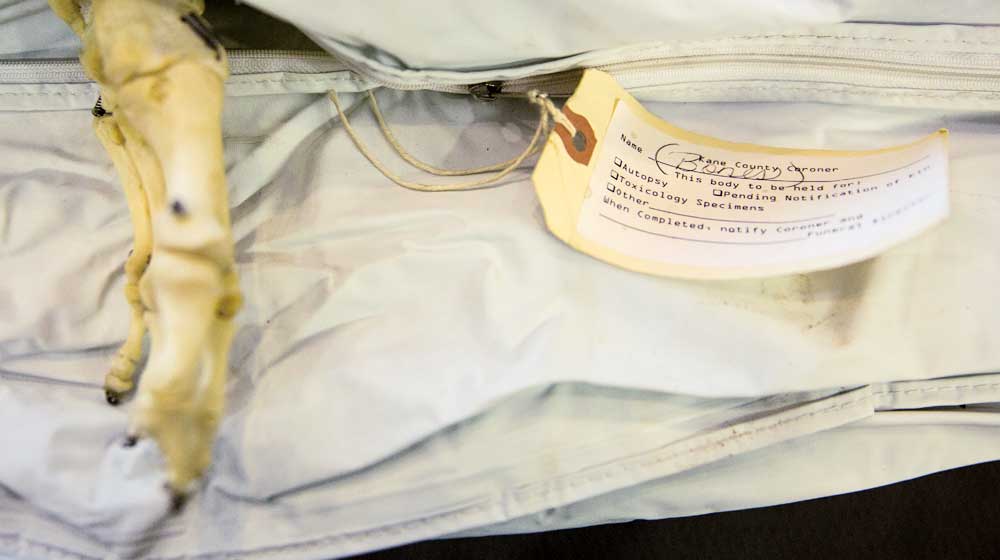 Kane County Coroner
Name (Bones)
This body to be held for:
☐Autopsy ☐Pending Notification of Kin
☐Toxicology Specimens
☐Other
When Completed, notify Coroner and
Funeral Director